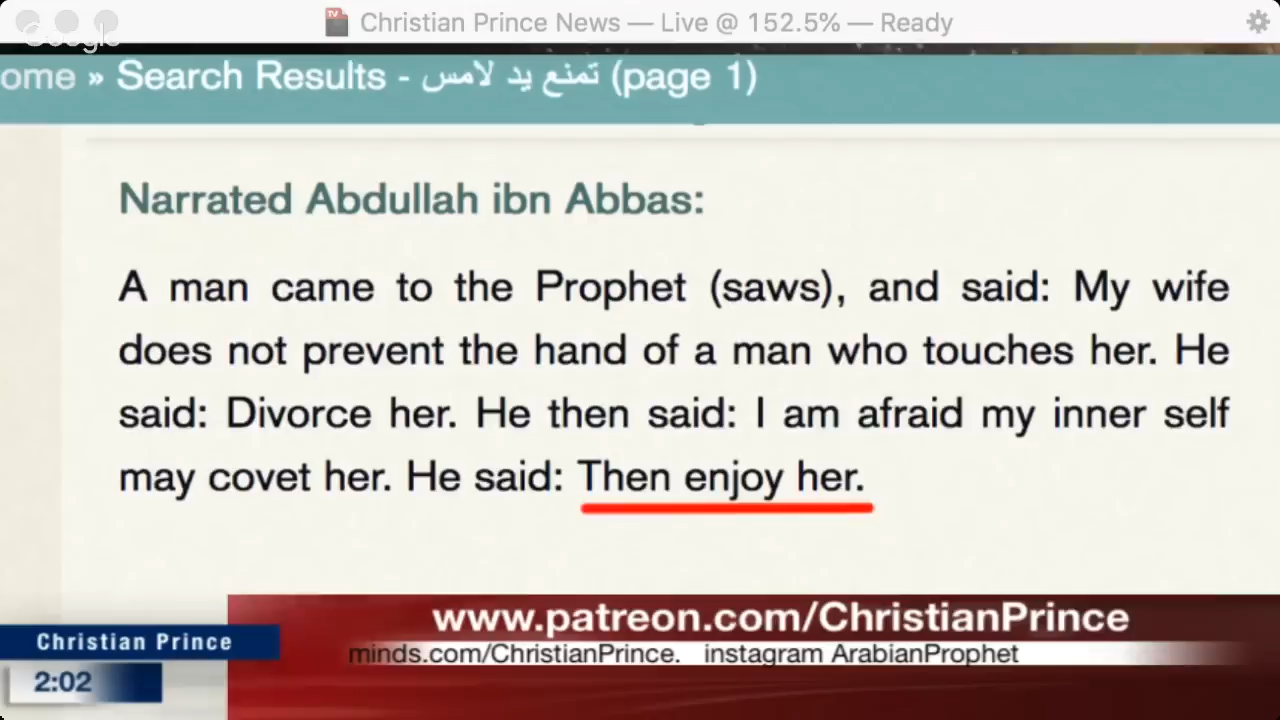 Christian Prince News — Live @ 152.5% — Ready
Google
ome » Search Results - تمنع يد لامس (page 1)
Narrated Abdullah ibn Abbas:
A man came to the Prophet (saws), and said: My wife
does not prevent the hand of a man who touches her. He
said: Divorce her. He then said: I am afraid my inner self
may covet her. He said: Then enjoy her.
www.patreon.com/ChristianPrince
Christian Prince
minds.com/ChristianPrince. instagram ArabianProphet
2:02